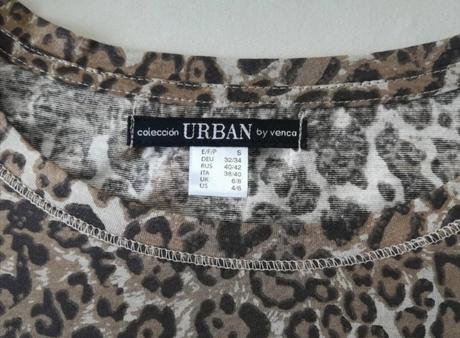 colección URBAN by venca
E/F/P S
DEU 32/34
RUS 40/42
ITA 38/40
UK 6/8
US 4/6